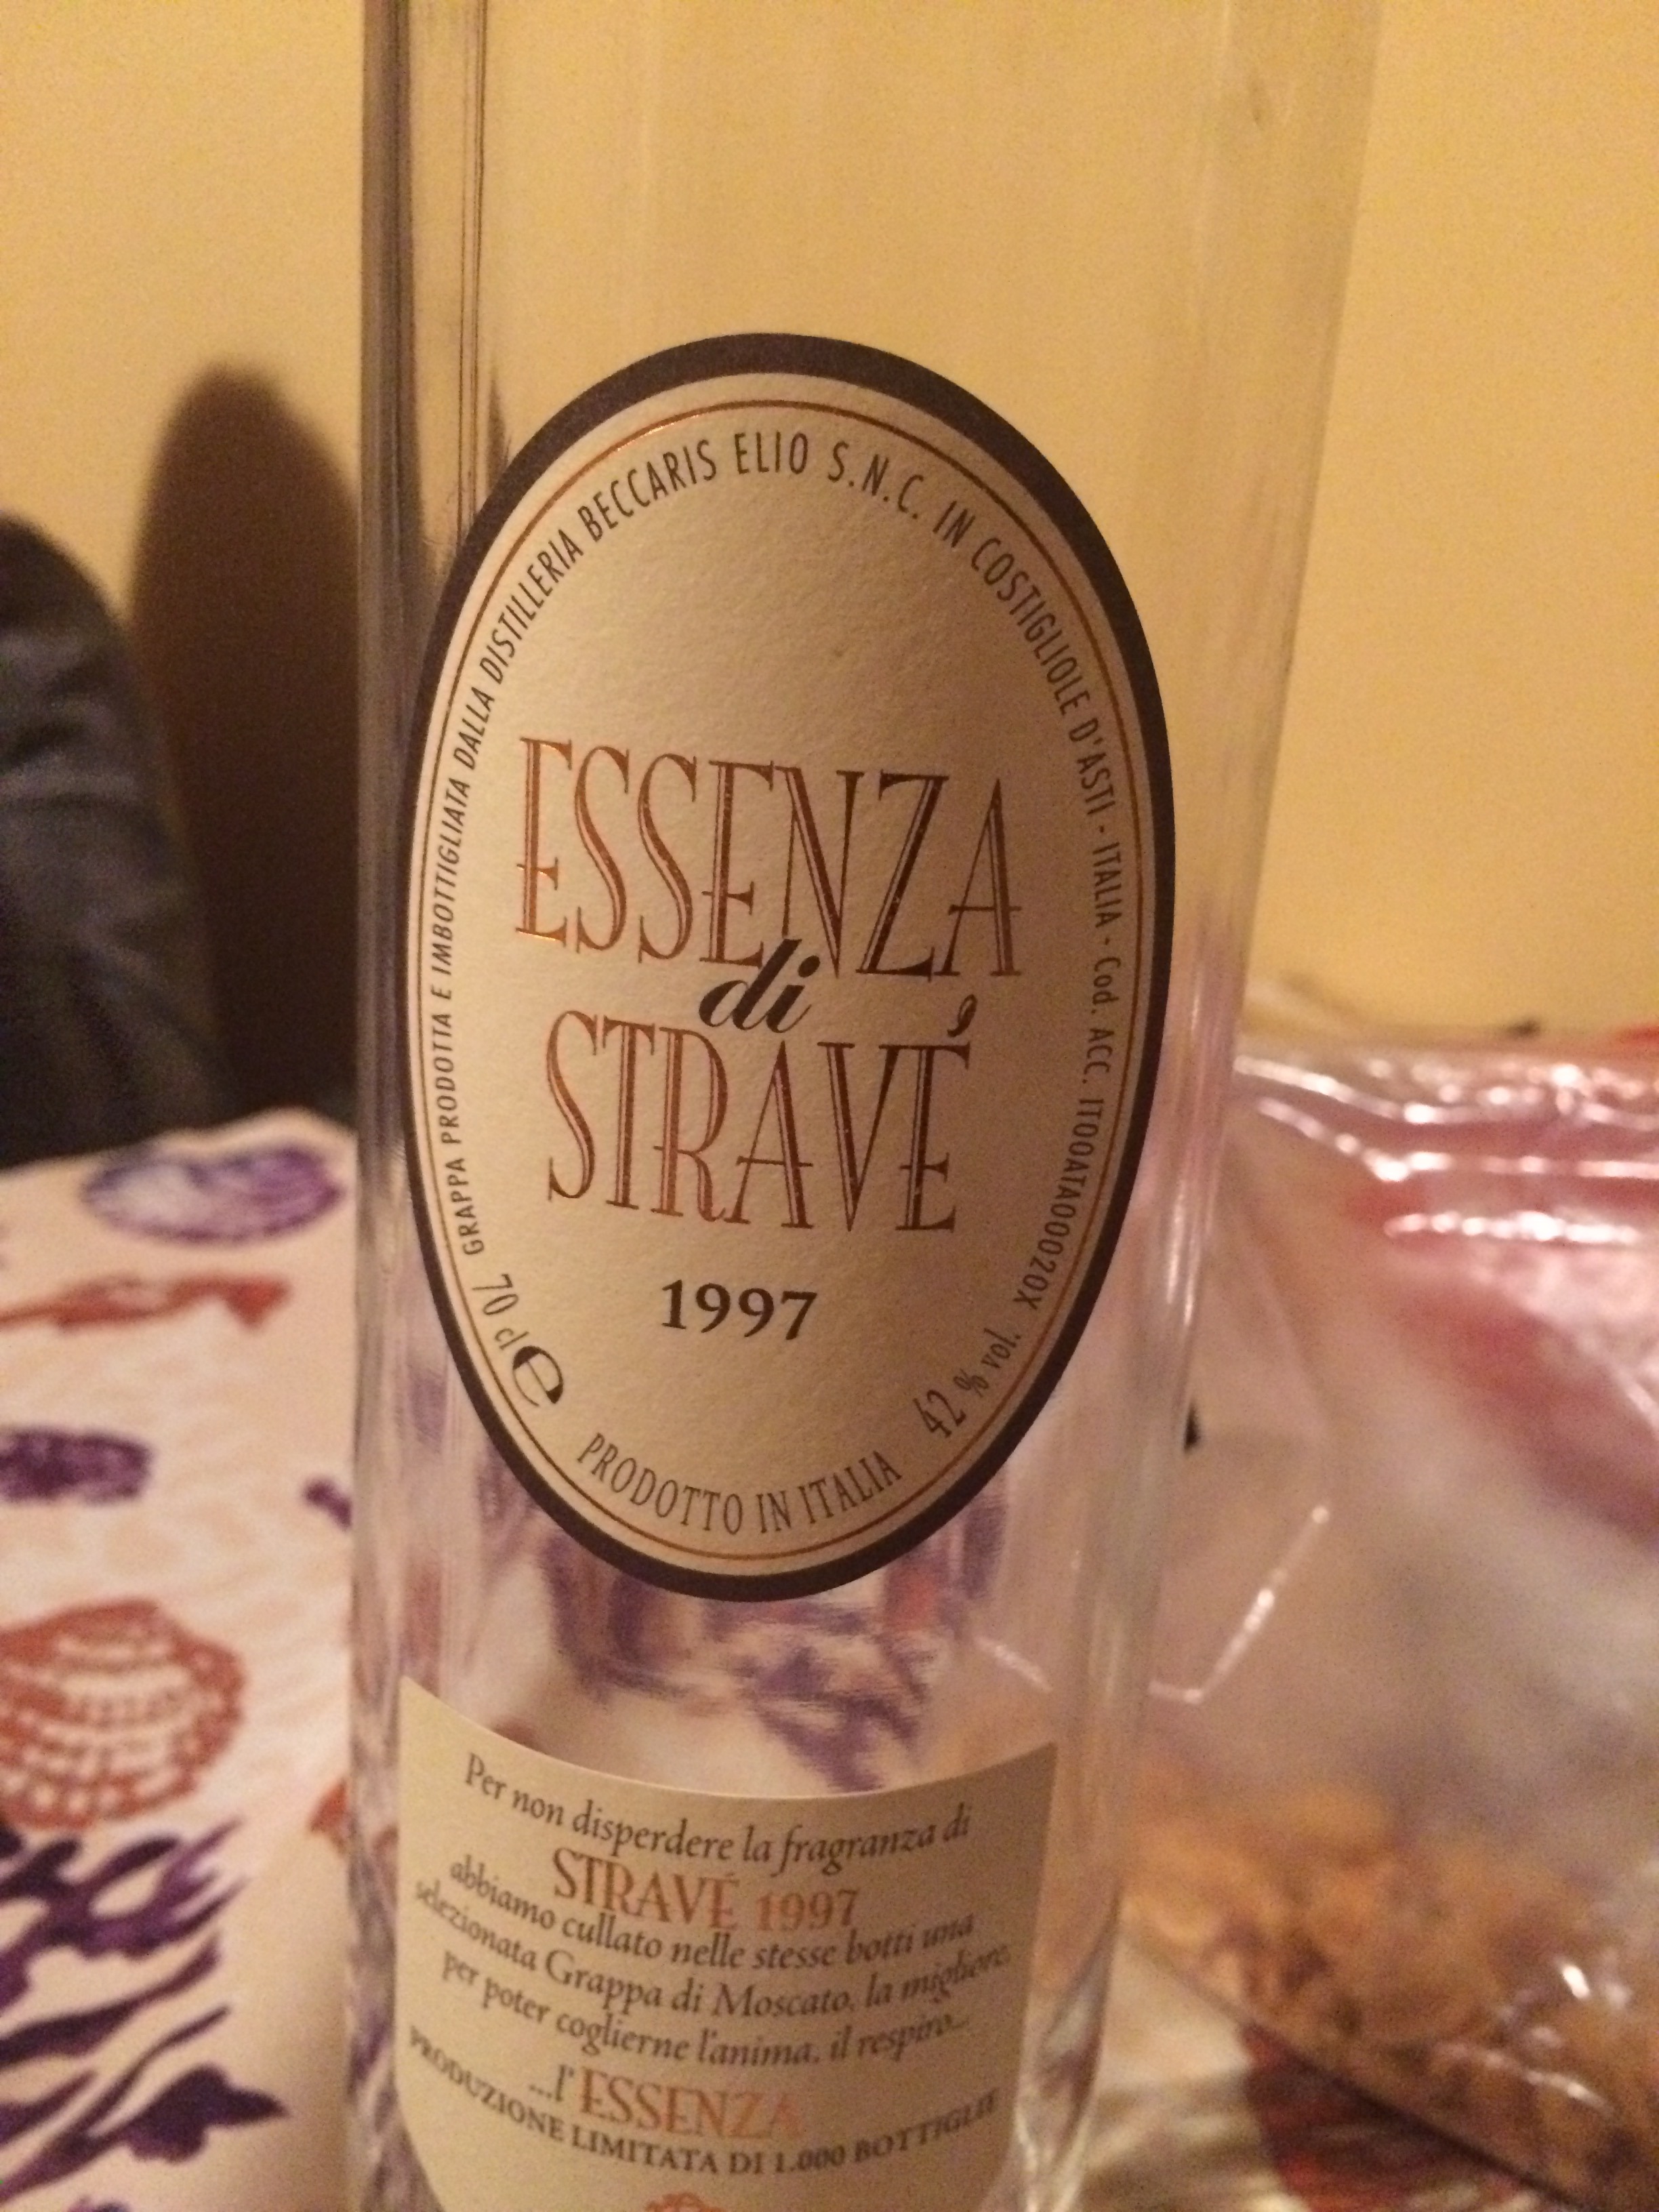 GRAPPA PRODOTTA E IMBOTTIGLIATA DALLA DISTILLERIA BECCARIS ELIO S.N.C. IN COSTIGLIOLE D'ASTI - ITALIA - Cod. ACC. IT00ATA00020X
ESSENZA
di
STRAVÉ
1997
70 cl e
PRODOTTO IN ITALIA
42 % vol.
Per non disperdere la fragranza di
STRAVÉ 1997
abbiamo cullato nelle stesse botti una
selezionata Grappa di Moscato, la migliore,
per poter coglierne l'anima, il respiro...
...l'ESSENZA
PRODUZIONE LIMITATA DI 1.000 BOTTIGLIE